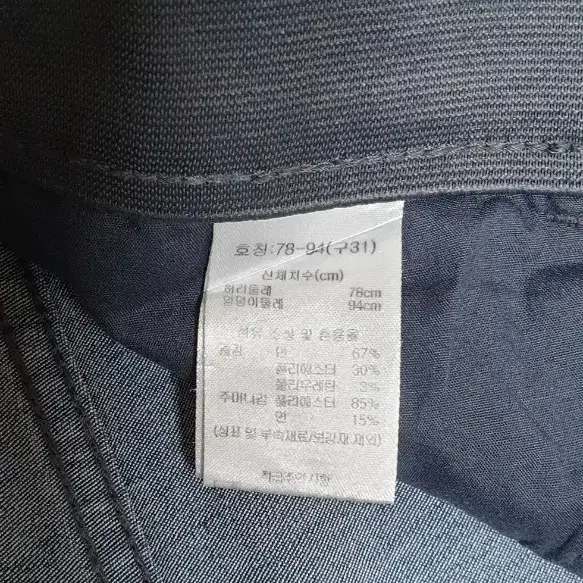 호칭:78-94(구31)
신체치수(cm)
허리둘레 78cm
엉덩이둘레 94cm
섬유 조성 및 혼용율
겉감 면 67%
폴리에스터 30%
폴리우레탄 3%
주머니감 폴리에스터 85%
면 15%
(상표 및 부속재료/보강재 제외)
취급주의사항